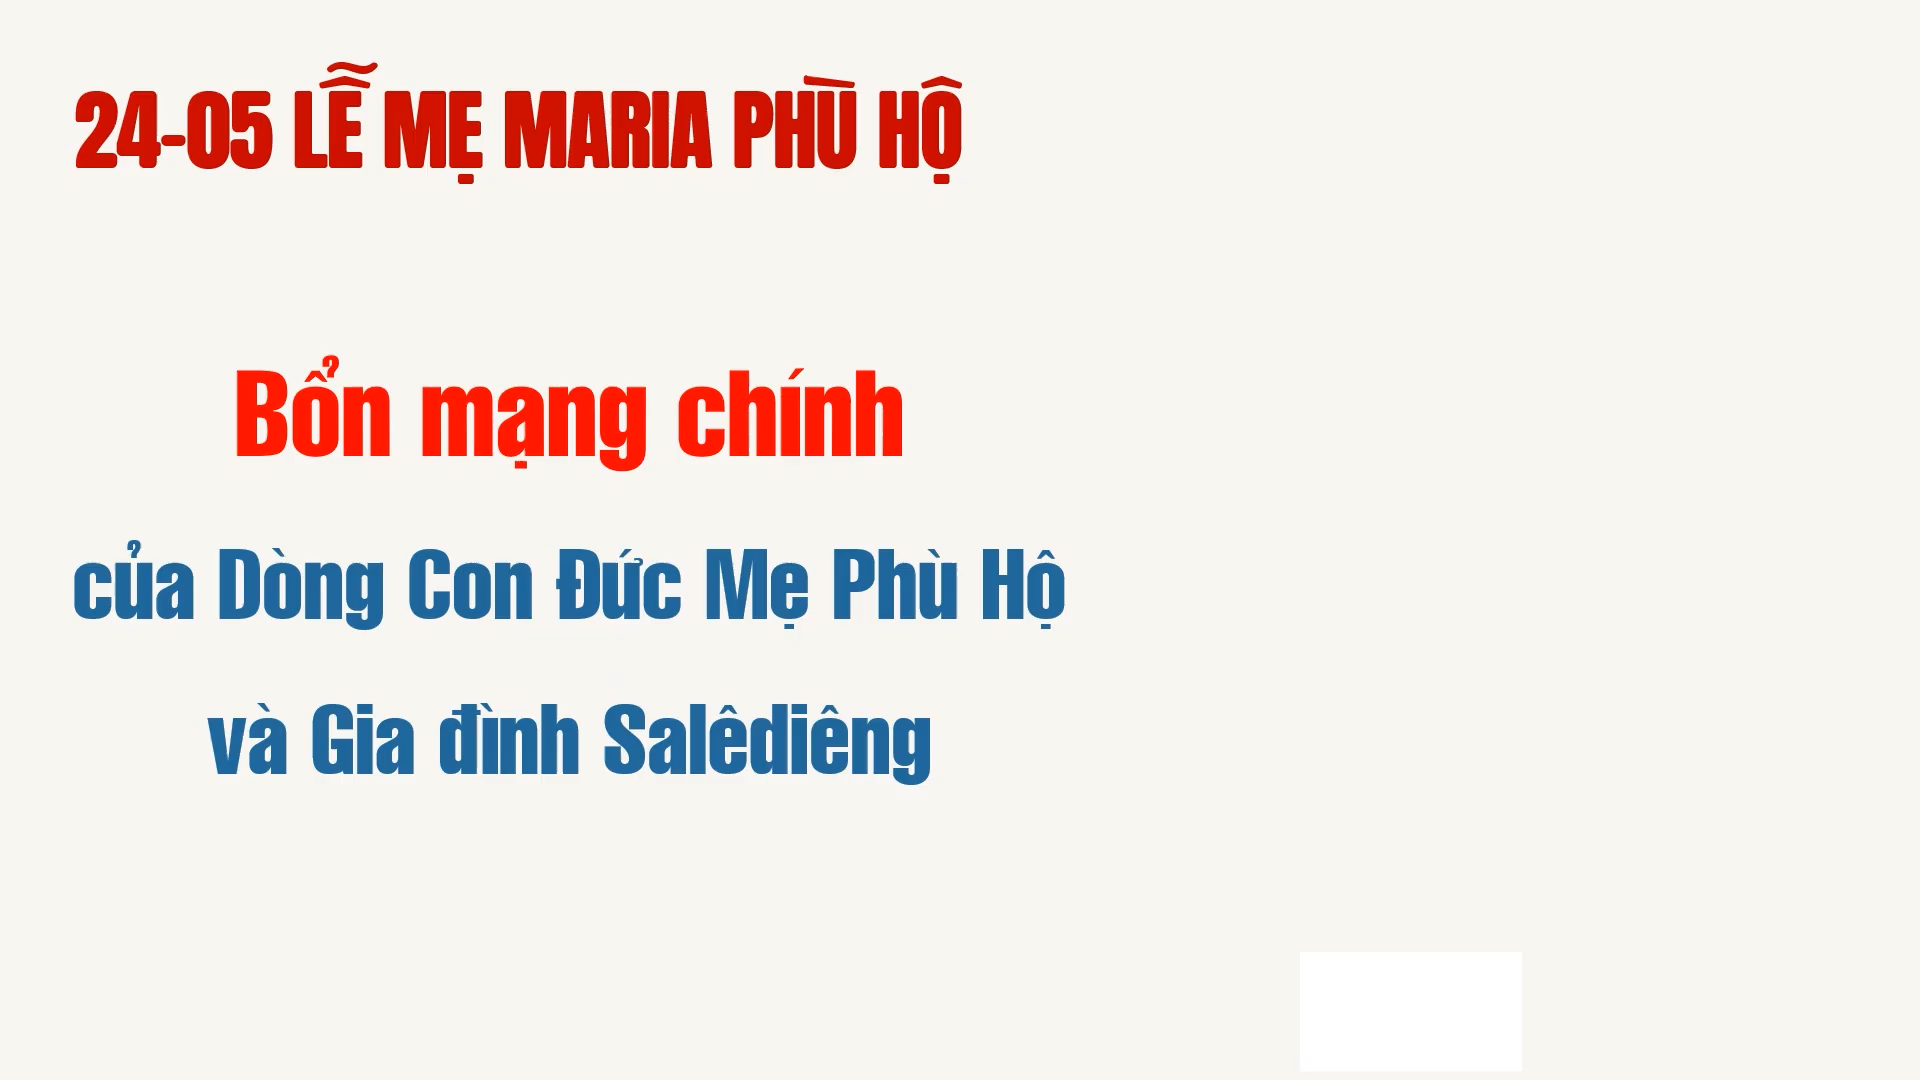 24-05 LỄ MẸ MARIA PHÙ HỘ
Bổn mạng chính
của Dòng Con Đức Mẹ Phù Hộ
và Gia đình Salêdiêng